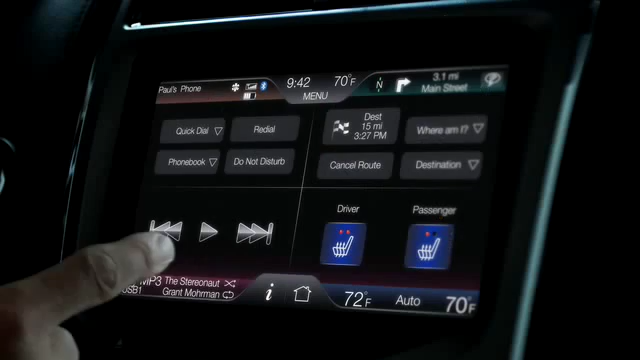 Paul's Phone
9:42
70°F
MENU
N
3.1 mi
Main Street
Quick Dial
Redial
Phonebook
Do Not Disturb
Dest
15 mi
3:27 PM
Where am I?
Cancel Route
Destination
Driver
Passenger
MP3 The Stereonaut
USB1 Grant Mohrman
i
72°F
Auto
70°F